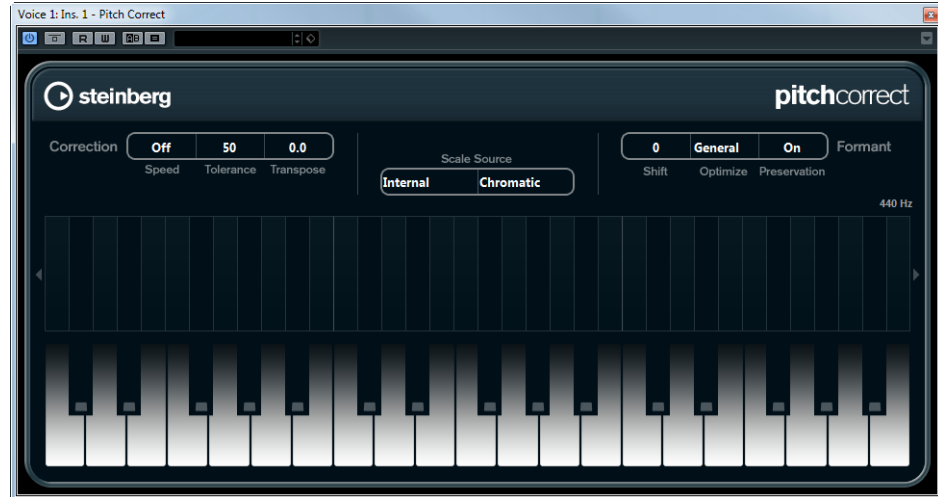 Voice 1: Ins. 1 - Pitch Correct
R W AB
steinberg
pitchcorrect
Correction Off 50 0.0
Speed Tolerance Transpose
Scale Source
Internal Chromatic
0 General On Formant
Shift Optimize Preservation
440 Hz